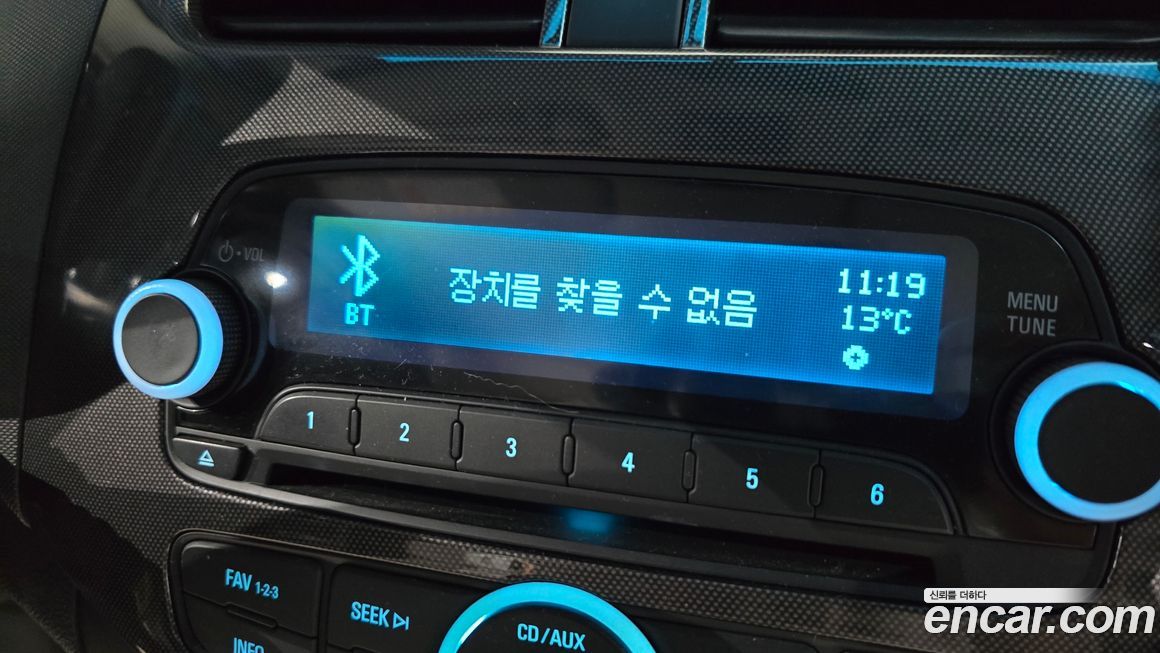 VOL
BT
장치를 찾을 수 없음
11:19
13°C
MENU
TUNE
1
2
3
4
5
6
FAV 1-2-3
SEEK
INFO
CD/AUX
신뢰를 더하다
encar.com